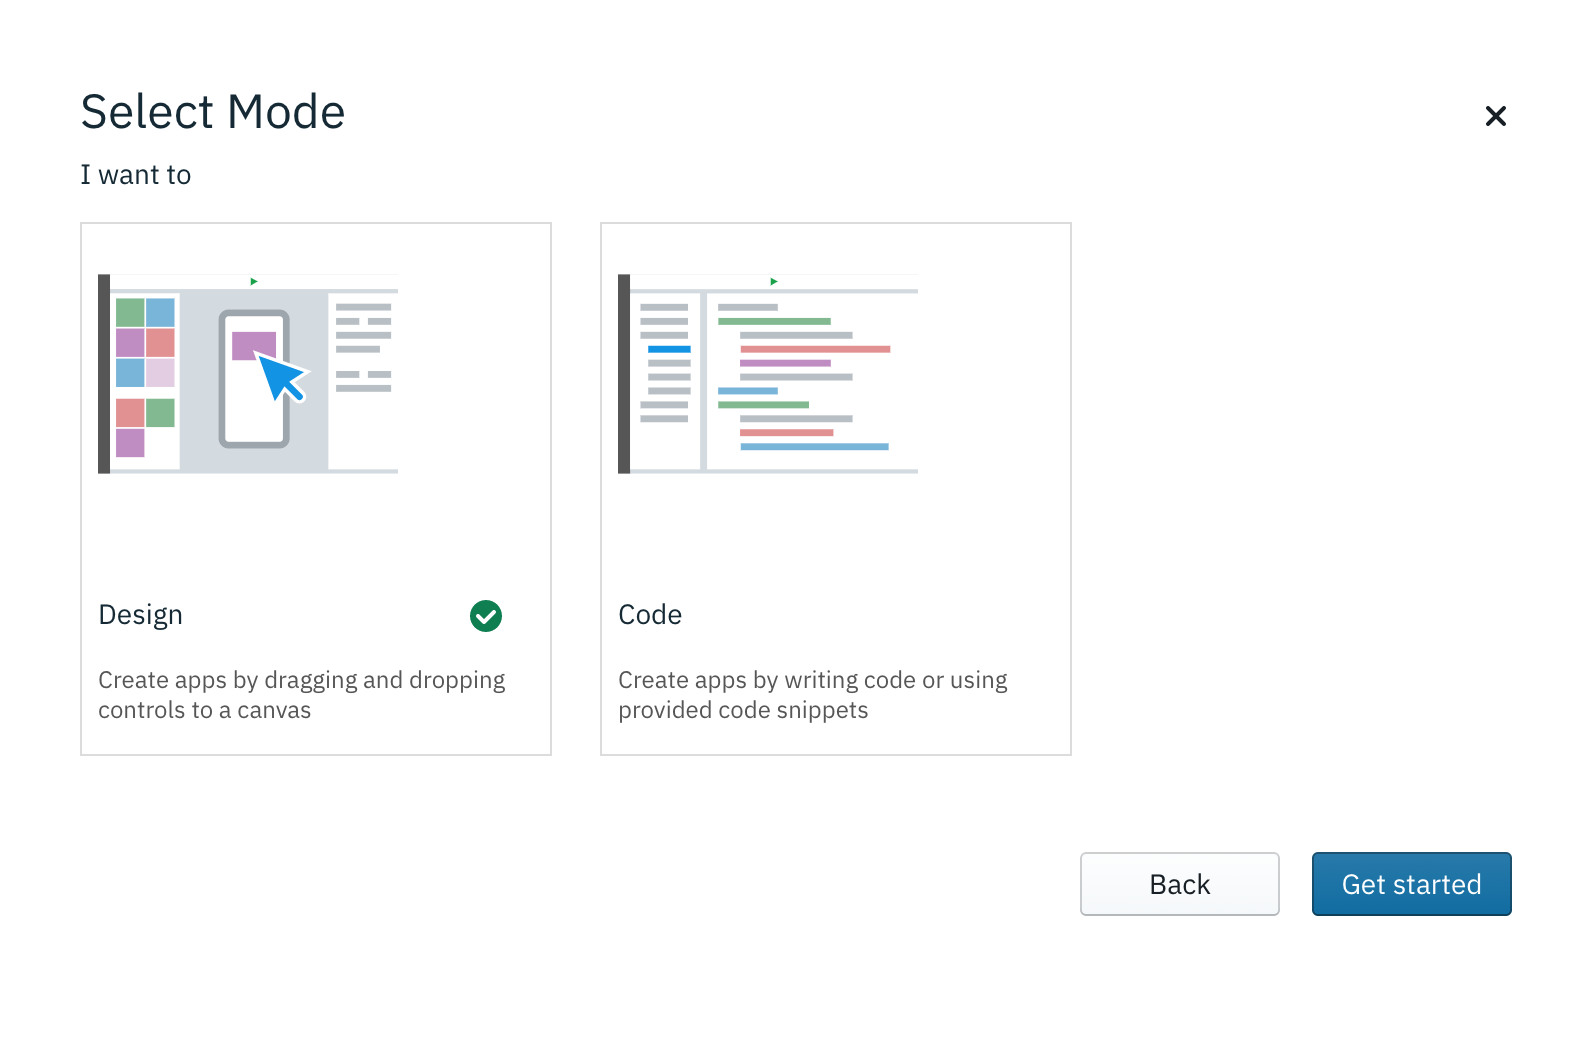 Select Mode
I want to
Design
Create apps by dragging and dropping
controls to a canvas
Code
Create apps by writing code or using
provided code snippets
Back
Get started